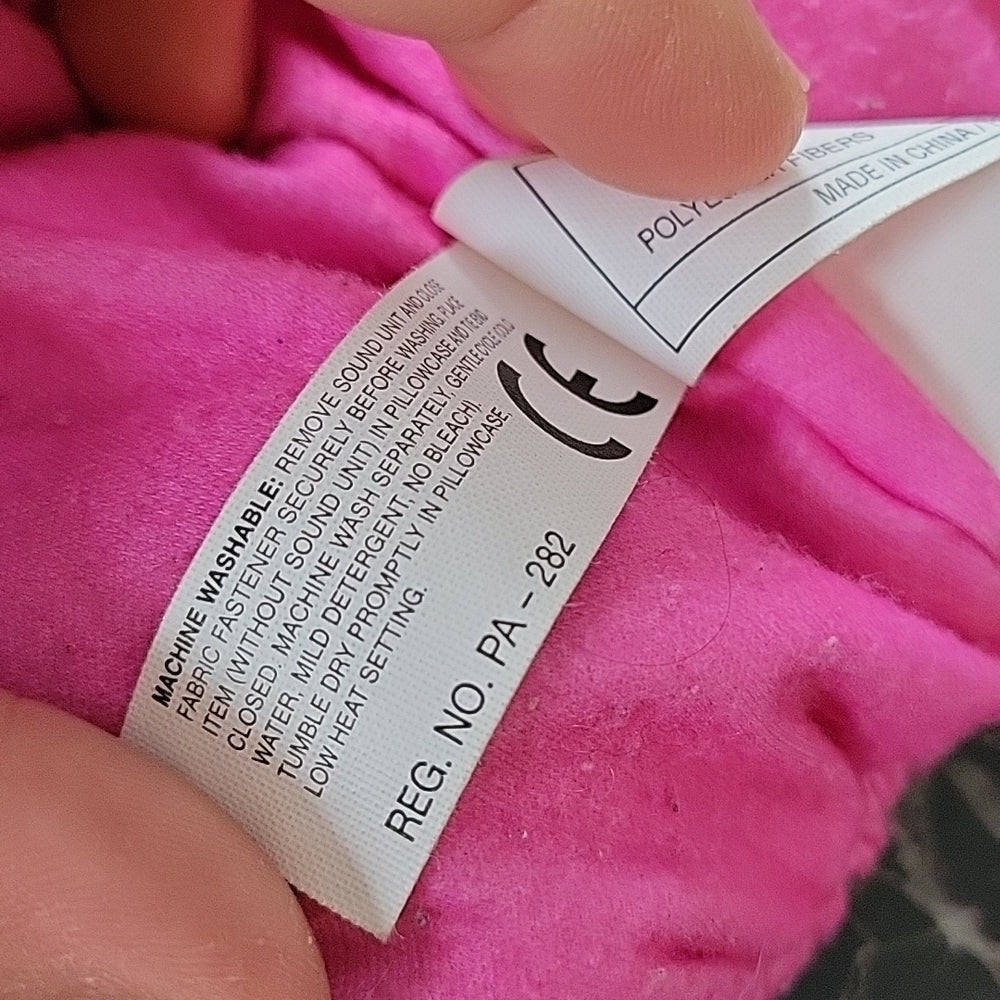 POLY FIBERS
MADE IN CHINA
MACHINE WASHABLE: REMOVE SOUND UNIT AND CLOSE
FABRIC FASTENER SECURELY BEFORE WASHING. PLACE
ITEM (WITHOUT SOUND UNIT) IN PILLOWCASE AND TIE END
CLOSED. MACHINE WASH SEPARATELY, GENTLE CYCLE (COLD
WATER, MILD DETERGENT, NO BLEACH).
TUMBLE DRY PROMPTLY IN PILLOWCASE,
LOW HEAT SETTING.
CE
REG. NO. PA – 282